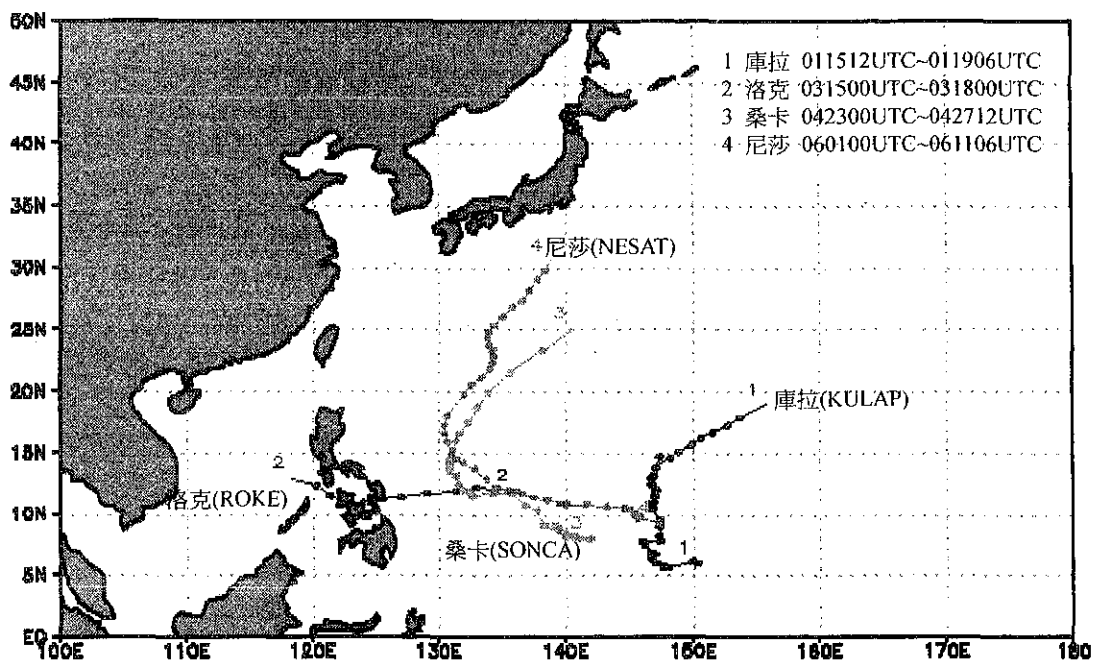 50N
45N
40N
35N
30N
25N
20N
15N
10N
5N
EQ
1 庫拉 011512UTC~011906UTC
2 洛克 031500UTC~031800UTC
3 桑卡 042300UTC~042712UTC
4 尼莎 060100UTC~061106UTC
4 尼莎(NESAT)
3
1
庫拉(KULAP)
2
2
洛克(ROKE)
3
桑卡(SONCA)
1
100E 110E 120E 130E 140E 150E 160E 170E 180